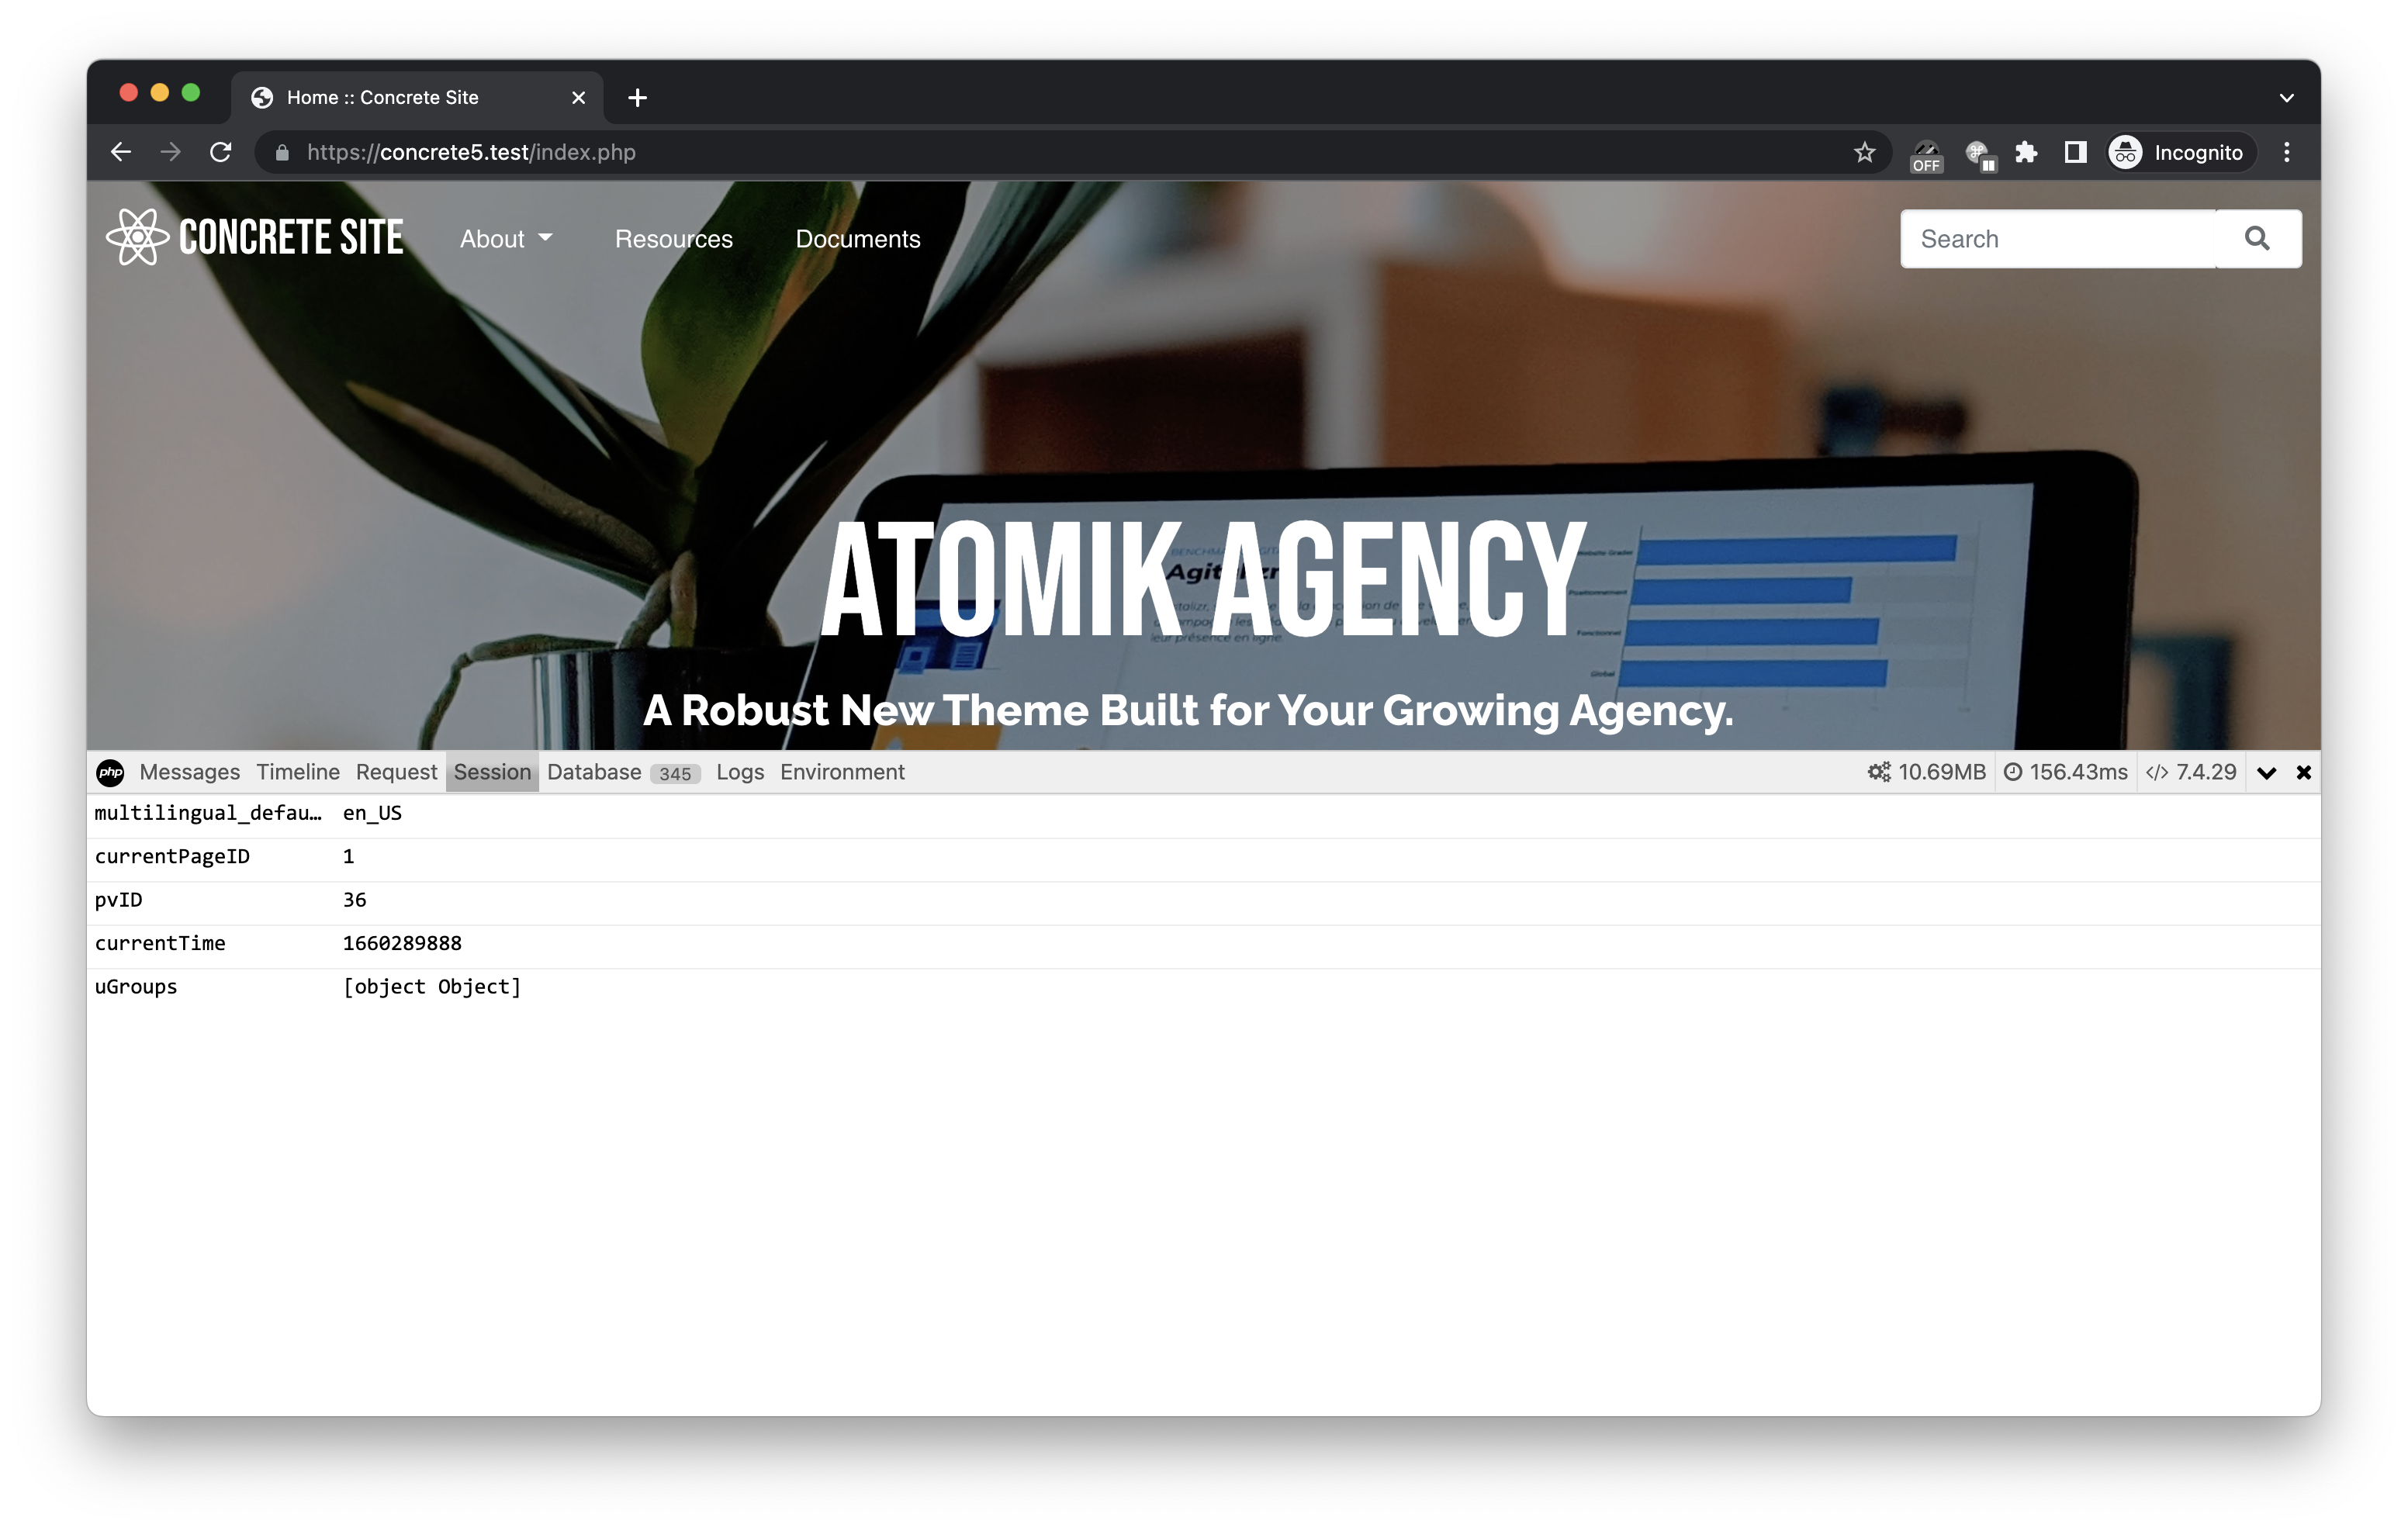 Home :: Concrete Site
https://concrete5.test/index.php
OFF
Incognito
CONCRETE SITE
About
Resources
Documents
Search
ATOMIK AGENCY
A Robust New Theme Built for Your Growing Agency.
Global
php Messages Timeline Request Session Database 345 Logs Environment 10.69MB 156.43ms 7.4.29
multilingual_defau… en_US
currentPageID 1
pvID 36
currentTime 1660289888
uGroups [object Object]